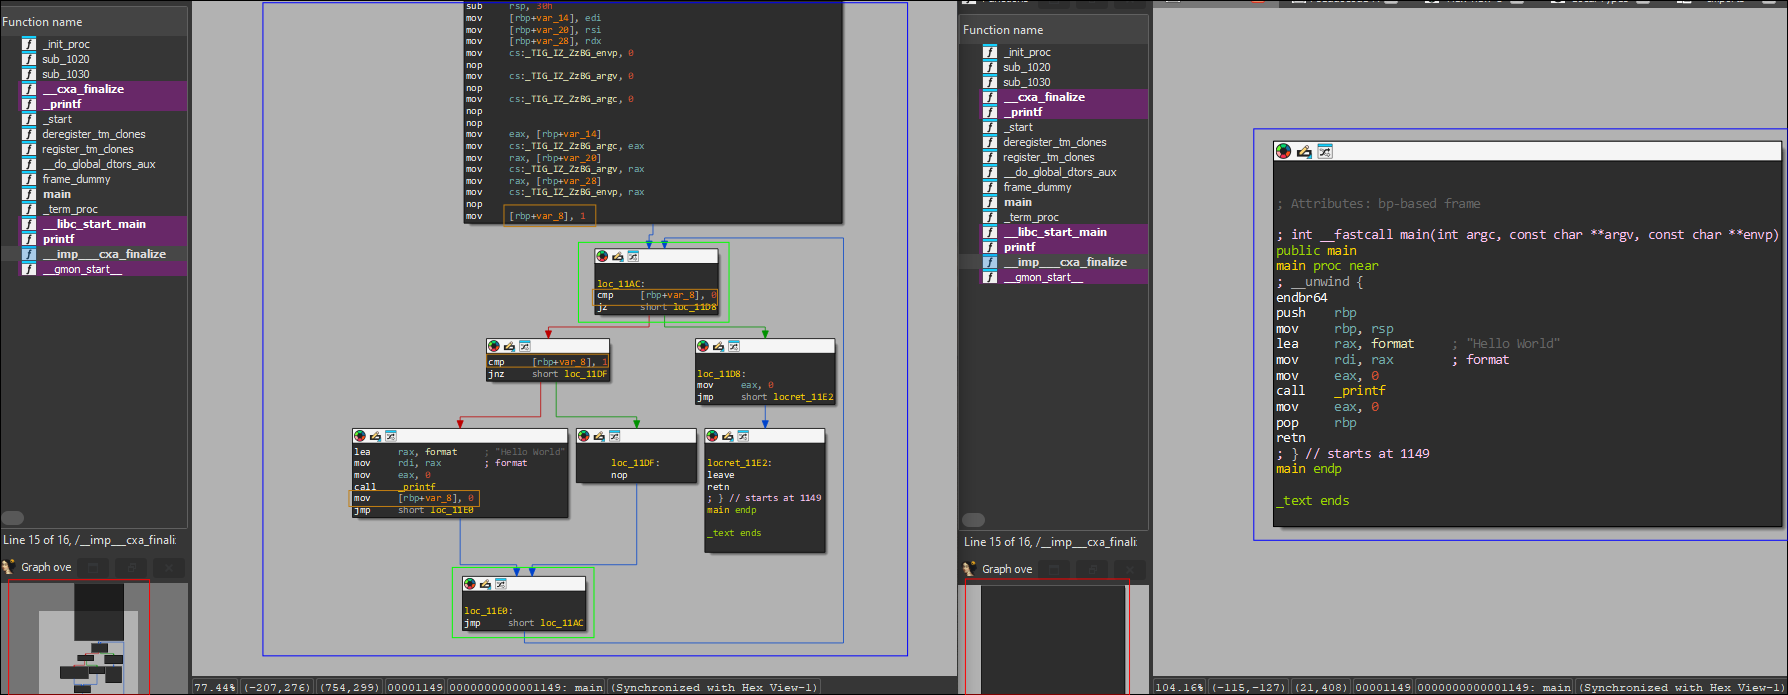 Function name
_init_proc
sub_1020
sub_1030
__cxa_finalize
_printf
_start
deregister_tm_clones
register_tm_clones
__do_global_dtors_aux
frame_dummy
main
_term_proc
__libc_start_main
printf
__imp___cxa_finalize
__gmon_start__
Line 15 of 16, /__imp___cxa_finali
Graph ove
sub rsp, 30h
mov [rbp+var_14], edi
mov [rbp+var_20], rsi
mov [rbp+var_28], rdx
mov cs:_TIG_IZ_ZzBG_envp, 0
nop
mov cs:_TIG_IZ_ZzBG_argv, 0
nop
mov cs:_TIG_IZ_ZzBG_argc, 0
nop
nop
mov eax, [rbp+var_14]
mov cs:_TIG_IZ_ZzBG_argc, eax
mov rax, [rbp+var_20]
mov cs:_TIG_IZ_ZzBG_argv, rax
mov rax, [rbp+var_28]
mov cs:_TIG_IZ_ZzBG_envp, rax
nop
mov [rbp+var_8], 1
loc_11AC:
cmp [rbp+var_8], 0
jz short loc_11D8
cmp [rbp+var_8], 1
jnz short loc_11DF
loc_11D8:
mov eax, 0
jmp short locret_11E2
lea rax, format ; "Hello World"
mov rdi, rax ; format
mov eax, 0
call _printf
mov [rbp+var_8], 0
jmp short loc_11E0
loc_11DF:
nop
locret_11E2:
leave
retn
; } // starts at 1149
main endp
_text ends
loc_11E0:
jmp short loc_11AC
77.44% (-207,276) (754,299) 00001149 0000000000001149: main (Synchronized with Hex View-1)
Function name
_init_proc
sub_1020
sub_1030
__cxa_finalize
_printf
_start
deregister_tm_clones
register_tm_clones
__do_global_dtors_aux
frame_dummy
main
_term_proc
__libc_start_main
printf
__imp___cxa_finalize
__gmon_start__
Line 15 of 16, /__imp___cxa_finali
Graph ove
; Attributes: bp-based frame
; int __fastcall main(int argc, const char **argv, const char **envp)
public main
main proc near
; __unwind {
endbr64
push rbp
mov rbp, rsp
lea rax, format ; "Hello World"
mov rdi, rax ; format
mov eax, 0
call _printf
mov eax, 0
pop rbp
retn
; } // starts at 1149
main endp
_text ends
104.16% (-115,-127) (21,408) 00001149 0000000000001149: main (Synchronized with Hex View-1)